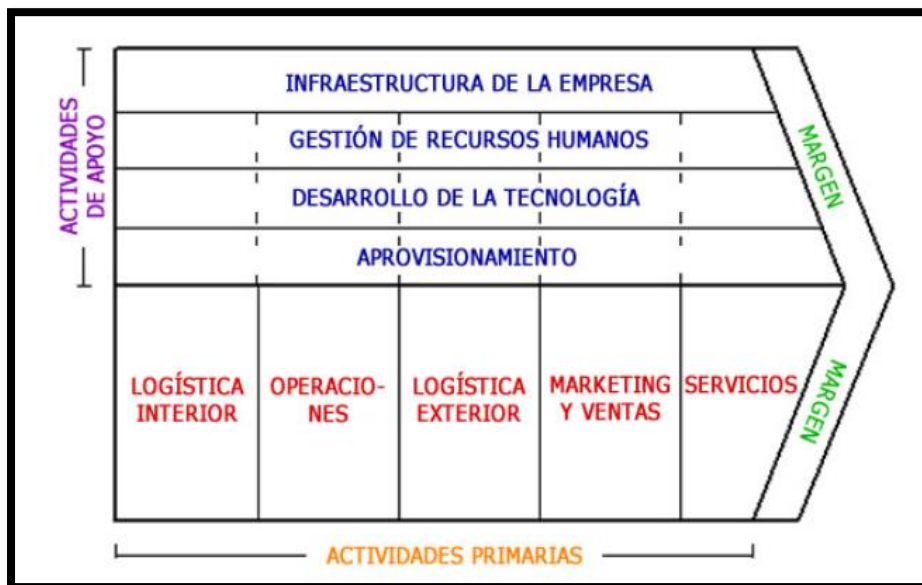 ACTIVIDADES
DE APOYO
INFRAESTRUCTURA DE LA EMPRESA
GESTIÓN DE RECURSOS HUMANOS
DESARROLLO DE LA TECNOLOGÍA
APROVISIONAMIENTO
MARGEN
LOGÍSTICA
INTERIOR
OPERACIO-
NES
LOGÍSTICA
EXTERIOR
MARKETING
Y VENTAS
SERVICIOS
MARGEN
ACTIVIDADES PRIMARIAS